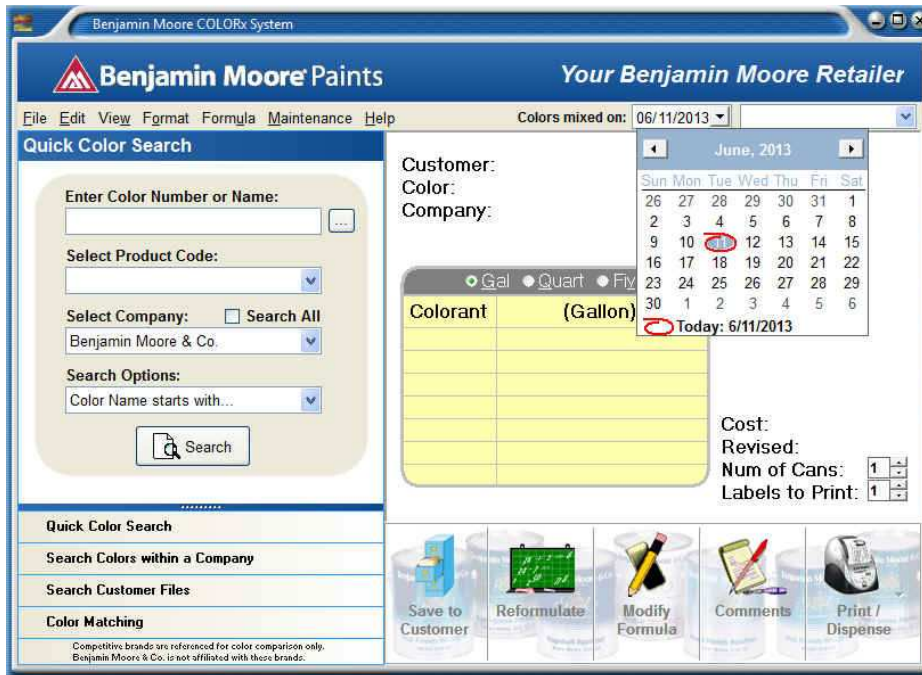 Benjamin Moore COLORx System
Benjamin Moore Paints
Your Benjamin Moore Retailer
File Edit View Format Formula Maintenance Help
Colors mixed on: 06/11/2013
Quick Color Search
Enter Color Number or Name:
...
Select Product Code:
Select Company: Search All
Benjamin Moore & Co.
Search Options:
Color Name starts with...
Search
Quick Color Search
Search Colors within a Company
Search Customer Files
Color Matching
Competitive brands are referenced for color comparison only.
Benjamin Moore & Co. is not affiliated with these brands.
Customer:
Color:
Company:
June, 2013
Sun Mon Tue Wed Thu Fri Sat
26 27 28 29 30 31 1
2 3 4 5 6 7 8
9 10 11 12 13 14 15
16 17 18 19 20 21 22
23 24 25 26 27 28 29
30 1 2 3 4 5 6
Today: 6/11/2013
Gal Quart Fiv
Colorant (Gallon)
Cost:
Revised:
Num of Cans: 1
Labels to Print: 1
Save to
Customer
Reformulate
Modify
Formula
Comments
Print /
Dispense